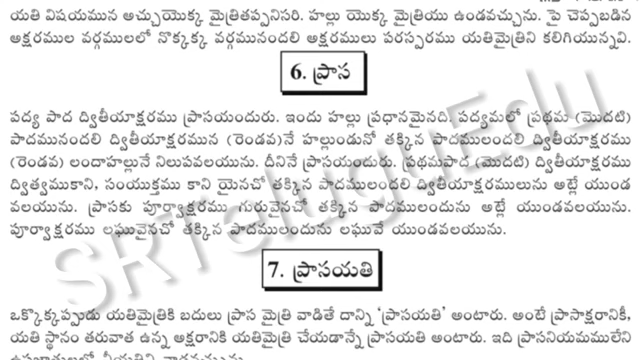 యతి విషయమున అచ్చుయొక్క మైత్రితప్పనిసరి. హల్లు యొక్క మైత్రియు ఉండవచ్చును. పై చెప్పబడిన
అక్షరముల వర్గములలో నొక్కక్క వర్గమునందలి అక్షరములు పరస్పరము యతిమైత్రిని కలిగియున్నవి.
6. ప్రాస
పద్య పాద ద్వితీయాక్షరము ప్రాసయందురు. ఇందు హల్లు ప్రధానమైనది. పద్యమలో ప్రథమ (మొదటి)
పాదమునందలి ద్వితీయాక్షరమున (రెండవ)నే హల్లుండునో తక్కిన పాదములందలి ద్వితీయాక్షరము
(రెండవ) లందాహల్లునే నిలుపవలయును. దీనినే ప్రాసయందురు. ప్రథమపాద (మొదటి) ద్వితీయాక్షరము
ద్విత్వముకాని, సంయుక్తము కాని యైనచో తక్కిన పాదములందలి ద్వితీయాక్షరములును అట్లే యుండ
వలయును. ప్రాసకు పూర్వాక్షరము గురువైనచో తక్కిన పాదములందును అట్లే యుండవలయును.
పూర్వాక్షరము లఘువైనచో తక్కిన పాదములందును లఘువే యుండవలయును.
SRTeluguEdu
7. ప్రాసయతి
ఒక్కొక్కప్పుడు యతిమైత్రికి బదులు ప్రాస మైత్రి వాడితే దాన్ని ‘ప్రాసయతి’ అంటారు. అంటే ప్రాసాక్షరానికీ,
యతి స్థానం తరువాత ఉన్న అక్షరానికి యతిమైత్రి చేయడాన్నే ప్రాసయతి అంటారు. ఇది ప్రాసనియమములేని